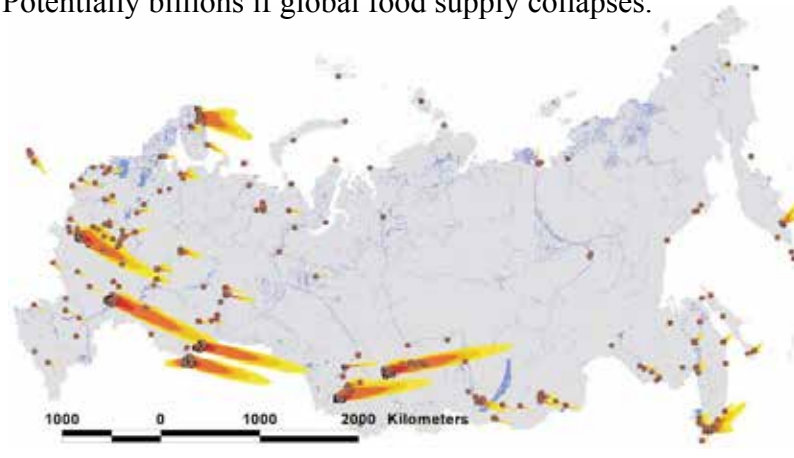 Potentially billions if global food supply collapses.
1000 0 1000 2000 Kilometers